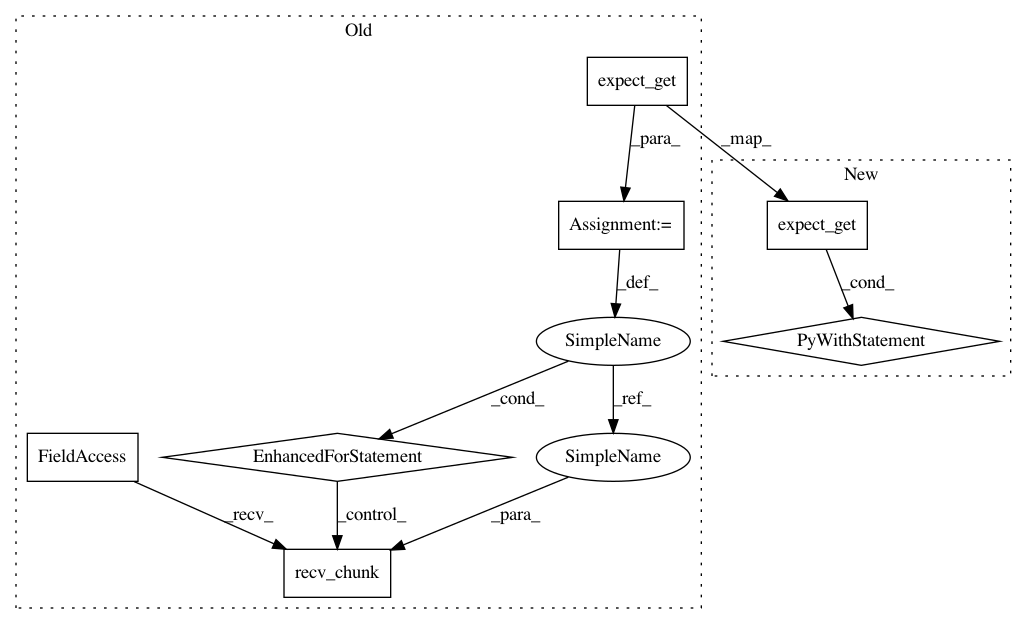 Old
expect_get
_para_
_map_
New
Assignment:=
expect_get
_def_
_cond_
SimpleName
PyWithStatement
_cond_
_ref_
FieldAccess
EnhancedForStatement
SimpleName
_recv_
_control_
_para_
recv_chunk